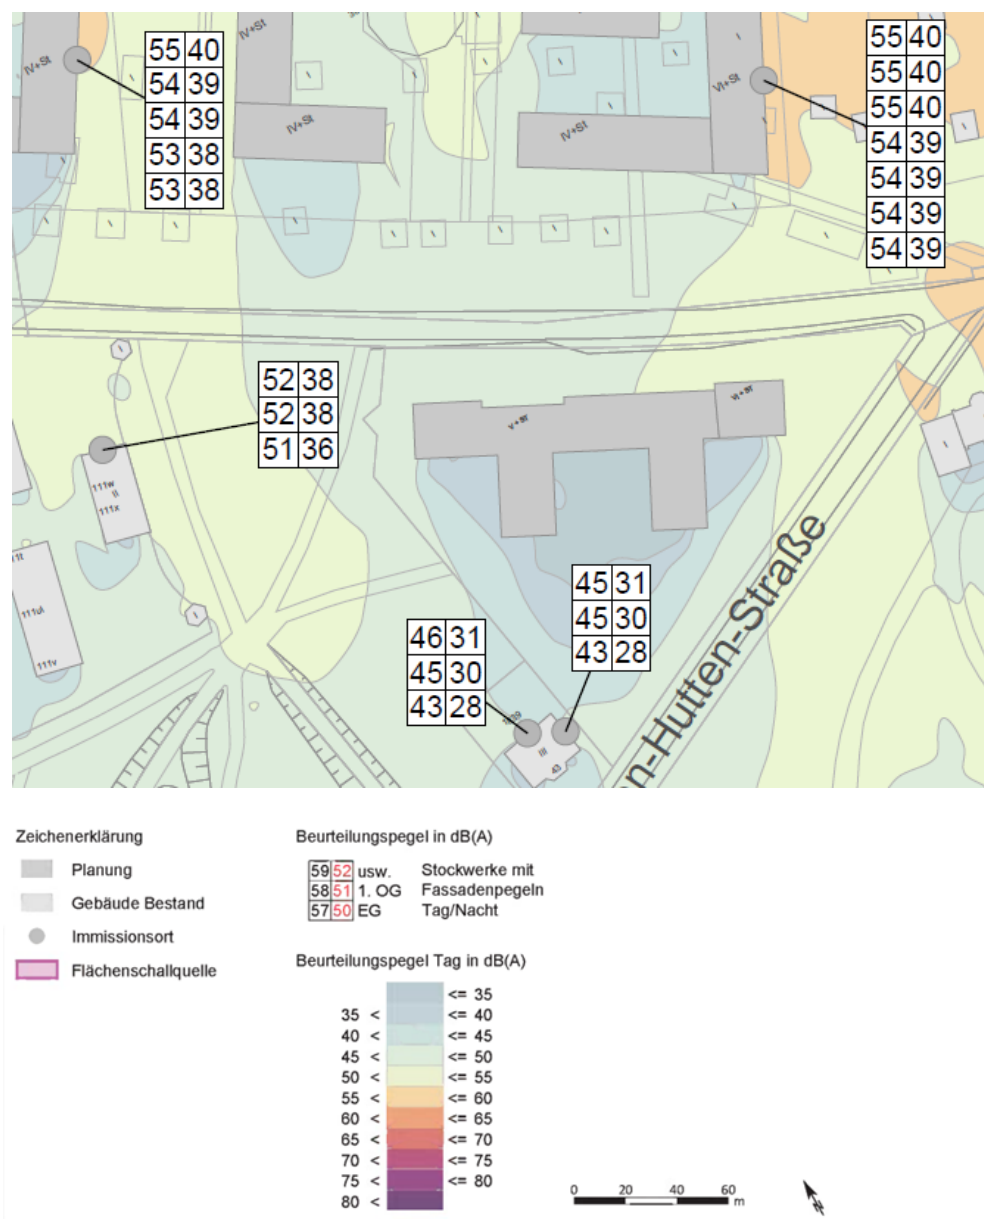 55 40
54 39
54 39
53 38
53 38
55 40
55 40
55 40
54 39
54 39
54 39
54 39
IV+St
IV+St
IV+St
IV+St
VI+St
52 38
52 38
51 36
111w
II
111x
111ul
111v
45 31
45 30
43 28
46 31
45 30
43 28
III
43
en-Hutten-Straße
Zeichenerklärung
Planung
Gebäude Bestand
Immissionsort
Flächenschallquelle
Beurteilungspegel in dB(A)
59 52 usw. Stockwerke mit
58 51 1. OG Fassadenpegeln
57 50 EG Tag/Nacht
Beurteilungspegel Tag in dB(A)
<= 35
35 < <= 40
40 < <= 45
45 < <= 50
50 < <= 55
55 < <= 60
60 < <= 65
65 < <= 70
70 < <= 75
75 < <= 80
80 <
0 20 40 60
m